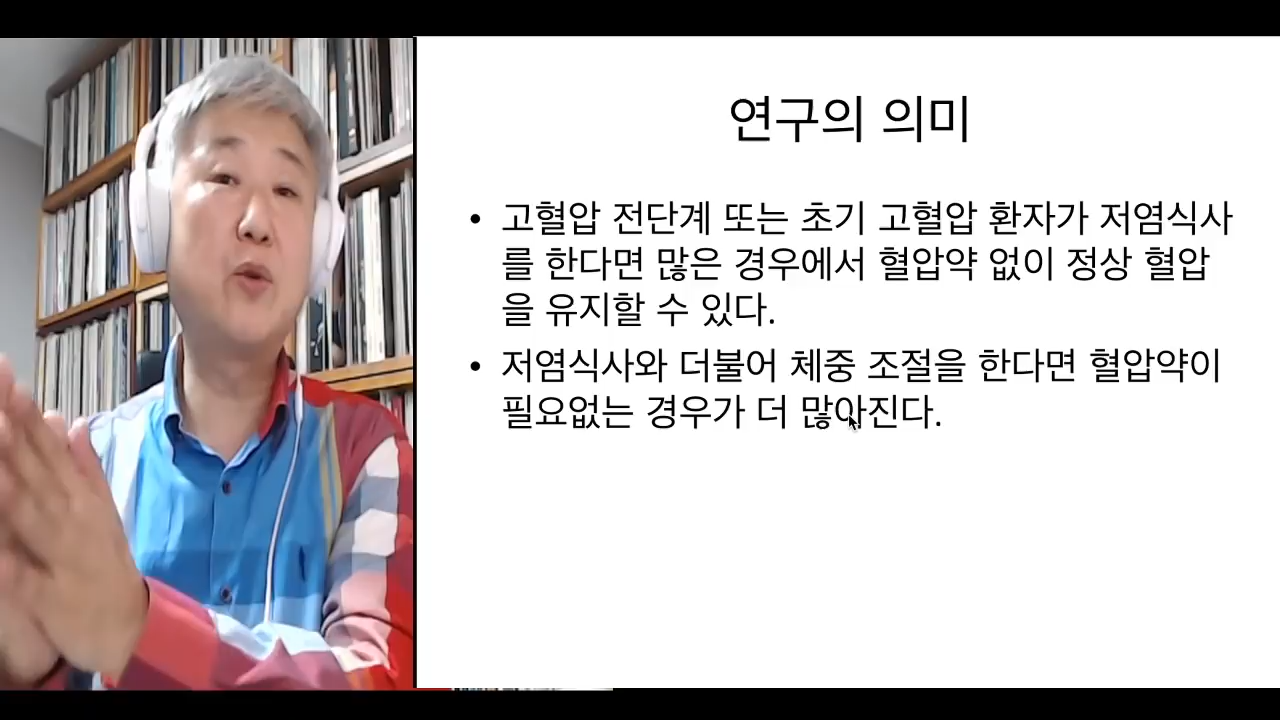 연구의 의미
• 고혈압 전단계 또는 초기 고혈압 환자가 저염식사
를 한다면 많은 경우에서 혈압약 없이 정상 혈압
을 유지할 수 있다.
• 저염식사와 더불어 체중 조절을 한다면 혈압약이
필요없는 경우가 더 많아진다.